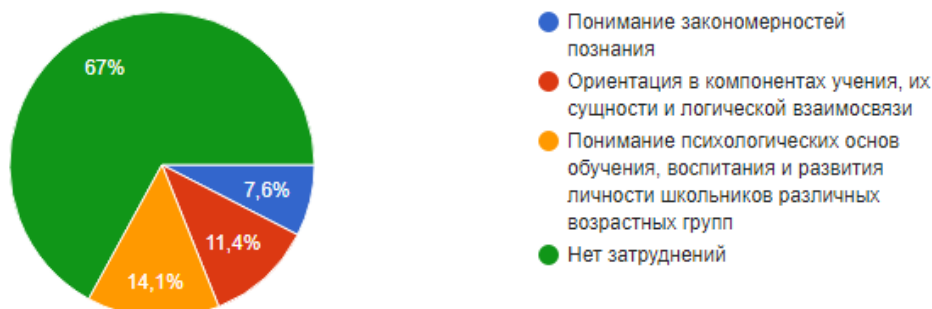 67%
7,6%
11,4%
14,1%
Понимание закономерностей
познания
Ориентация в компонентах учения, их
сущности и логической взаимосвязи
Понимание психологических основ
обучения, воспитания и развития
личности школьников различных
возрастных групп
Нет затруднений